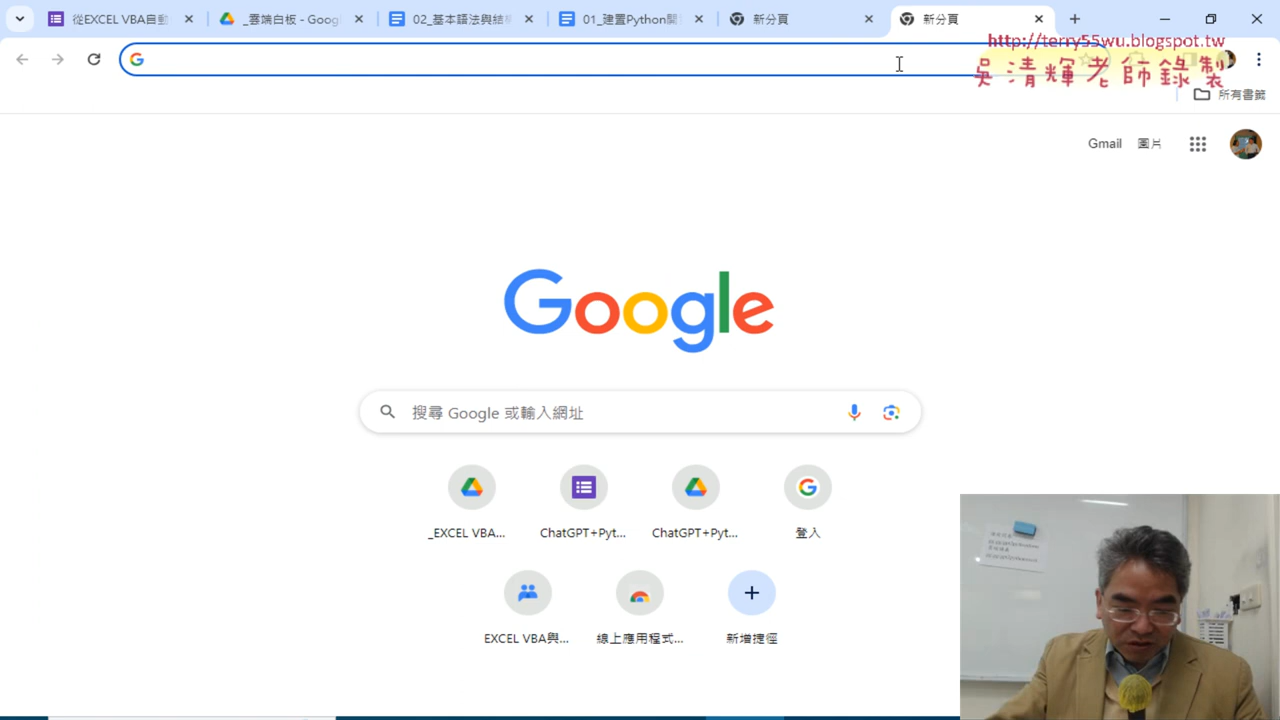 從EXCEL VBA自動
_雲端白板 - Goog
02_基本語法與結
01_建置Python開
新分頁
新分頁
http://terry55wu.blogspot.tw
吳清輝老師錄製
所有書籤
Gmail
圖片
Google
搜尋 Google 或輸入網址
_EXCEL VBA...
ChatGPT+Pyt...
ChatGPT+Pyt...
登入
EXCEL VBA與...
線上應用程式...
新增捷徑